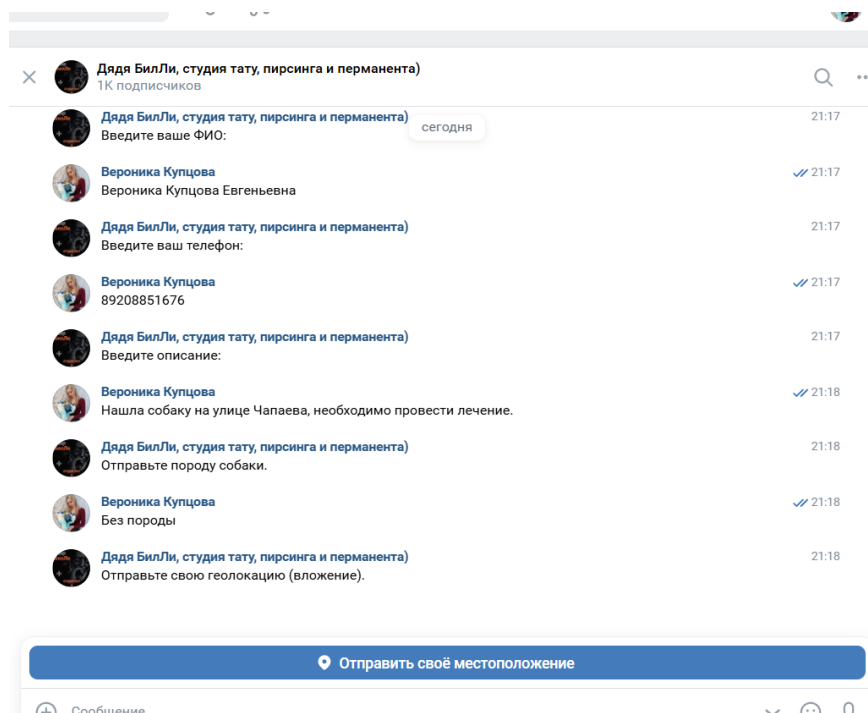 Дядя БилЛи, студия тату, пирсинга и перманента)
1К подписчиков
Дядя БилЛи, студия тату, пирсинга и перманента) 21:17
сегодня
Введите ваше ФИО:
Вероника Купцова 21:17
Вероника Купцова Евгеньевна
Дядя БилЛи, студия тату, пирсинга и перманента) 21:17
Введите ваш телефон:
Вероника Купцова 21:17
89208851676
Дядя БилЛи, студия тату, пирсинга и перманента) 21:17
Введите описание:
Вероника Купцова 21:18
Нашла собаку на улице Чапаева, необходимо провести лечение.
Дядя БилЛи, студия тату, пирсинга и перманента) 21:18
Отправьте породу собаки.
Вероника Купцова 21:18
Без породы
Дядя БилЛи, студия тату, пирсинга и перманента) 21:18
Отправьте свою геолокацию (вложение).
Отправить своё местоположение
Сообщение